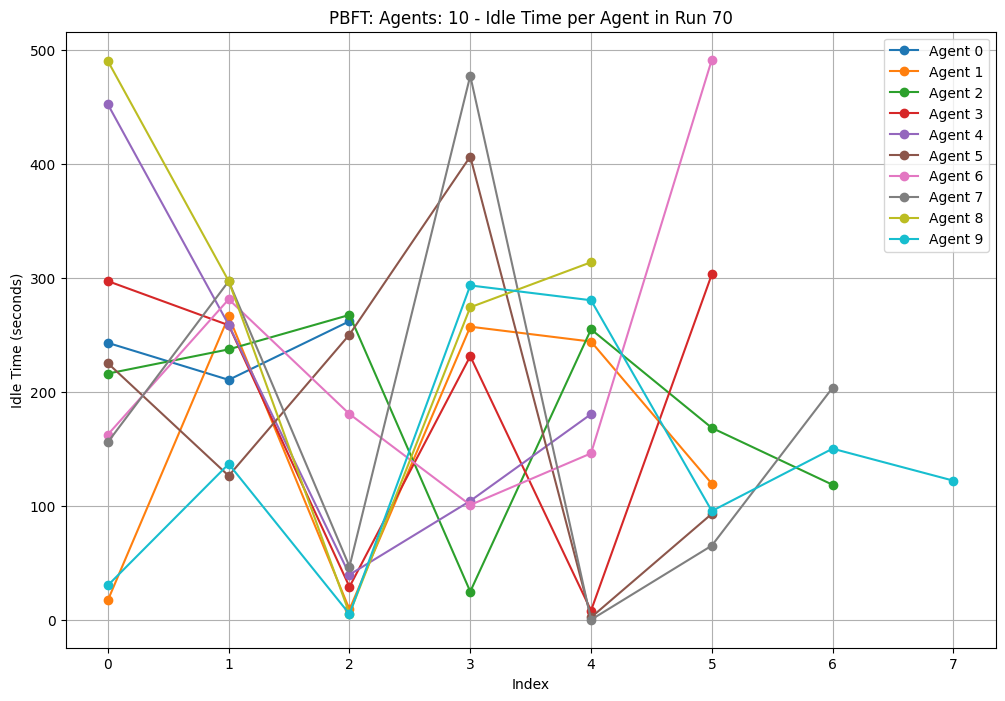 PBFT: Agents: 10 - Idle Time per Agent in Run 70
Idle Time (seconds)
500
400
300
200
100
0
0 1 2 3 4 5 6 7
Index
Agent 0
Agent 1
Agent 2
Agent 3
Agent 4
Agent 5
Agent 6
Agent 7
Agent 8
Agent 9